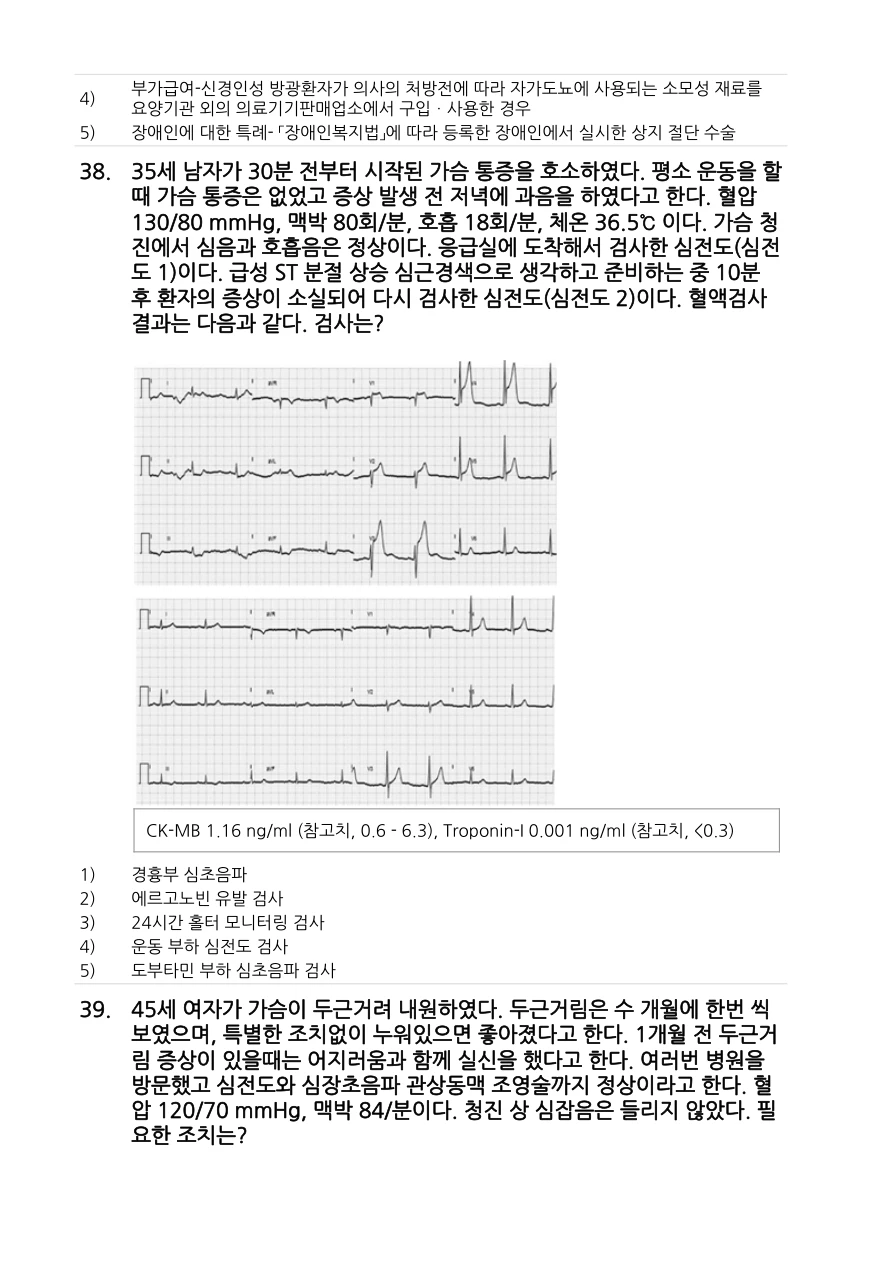 4) 부가급여-신경인성 방광환자가 의사의 처방전에 따라 자가도뇨에 사용되는 소모성 재료를
요양기관 외의 의료기기판매업소에서 구입 · 사용한 경우
5) 장애인에 대한 특례-「장애인복지법」에 따라 등록한 장애인에서 실시한 상지 절단 수술
38. 35세 남자가 30분 전부터 시작된 가슴 통증을 호소하였다. 평소 운동을 할
때 가슴 통증은 없었고 증상 발생 전 저녁에 과음을 하였다고 한다. 혈압
130/80 mmHg, 맥박 80회/분, 호흡 18회/분, 체온 36.5℃ 이다. 가슴 청
진에서 심음과 호흡음은 정상이다. 응급실에 도착해서 검사한 심전도(심전
도 1)이다. 급성 ST 분절 상승 심근경색으로 생각하고 준비하는 중 10분
후 환자의 증상이 소실되어 다시 검사한 심전도(심전도 2)이다. 혈액검사
결과는 다음과 같다. 검사는?
I aVR V1
II aVL V2
III aVF
I aVR V1
II aVL V2
III aVF V3
CK-MB 1.16 ng/ml (참고치, 0.6 - 6.3), Troponin-I 0.001 ng/ml (참고치, <0.3)
1) 경흉부 심초음파
2) 에르고노빈 유발 검사
3) 24시간 홀터 모니터링 검사
4) 운동 부하 심전도 검사
5) 도부타민 부하 심초음파 검사
39. 45세 여자가 가슴이 두근거려 내원하였다. 두근거림은 수 개월에 한번 씩
보였으며, 특별한 조치없이 누워있으면 좋아졌다고 한다. 1개월 전 두근거
림 증상이 있을때는 어지러움과 함께 실신을 했다고 한다. 여러번 병원을
방문했고 심전도와 심장초음파 관상동맥 조영술까지 정상이라고 한다. 혈
압 120/70 mmHg, 맥박 84/분이다. 청진 상 심잡음은 들리지 않았다. 필
요한 조치는?